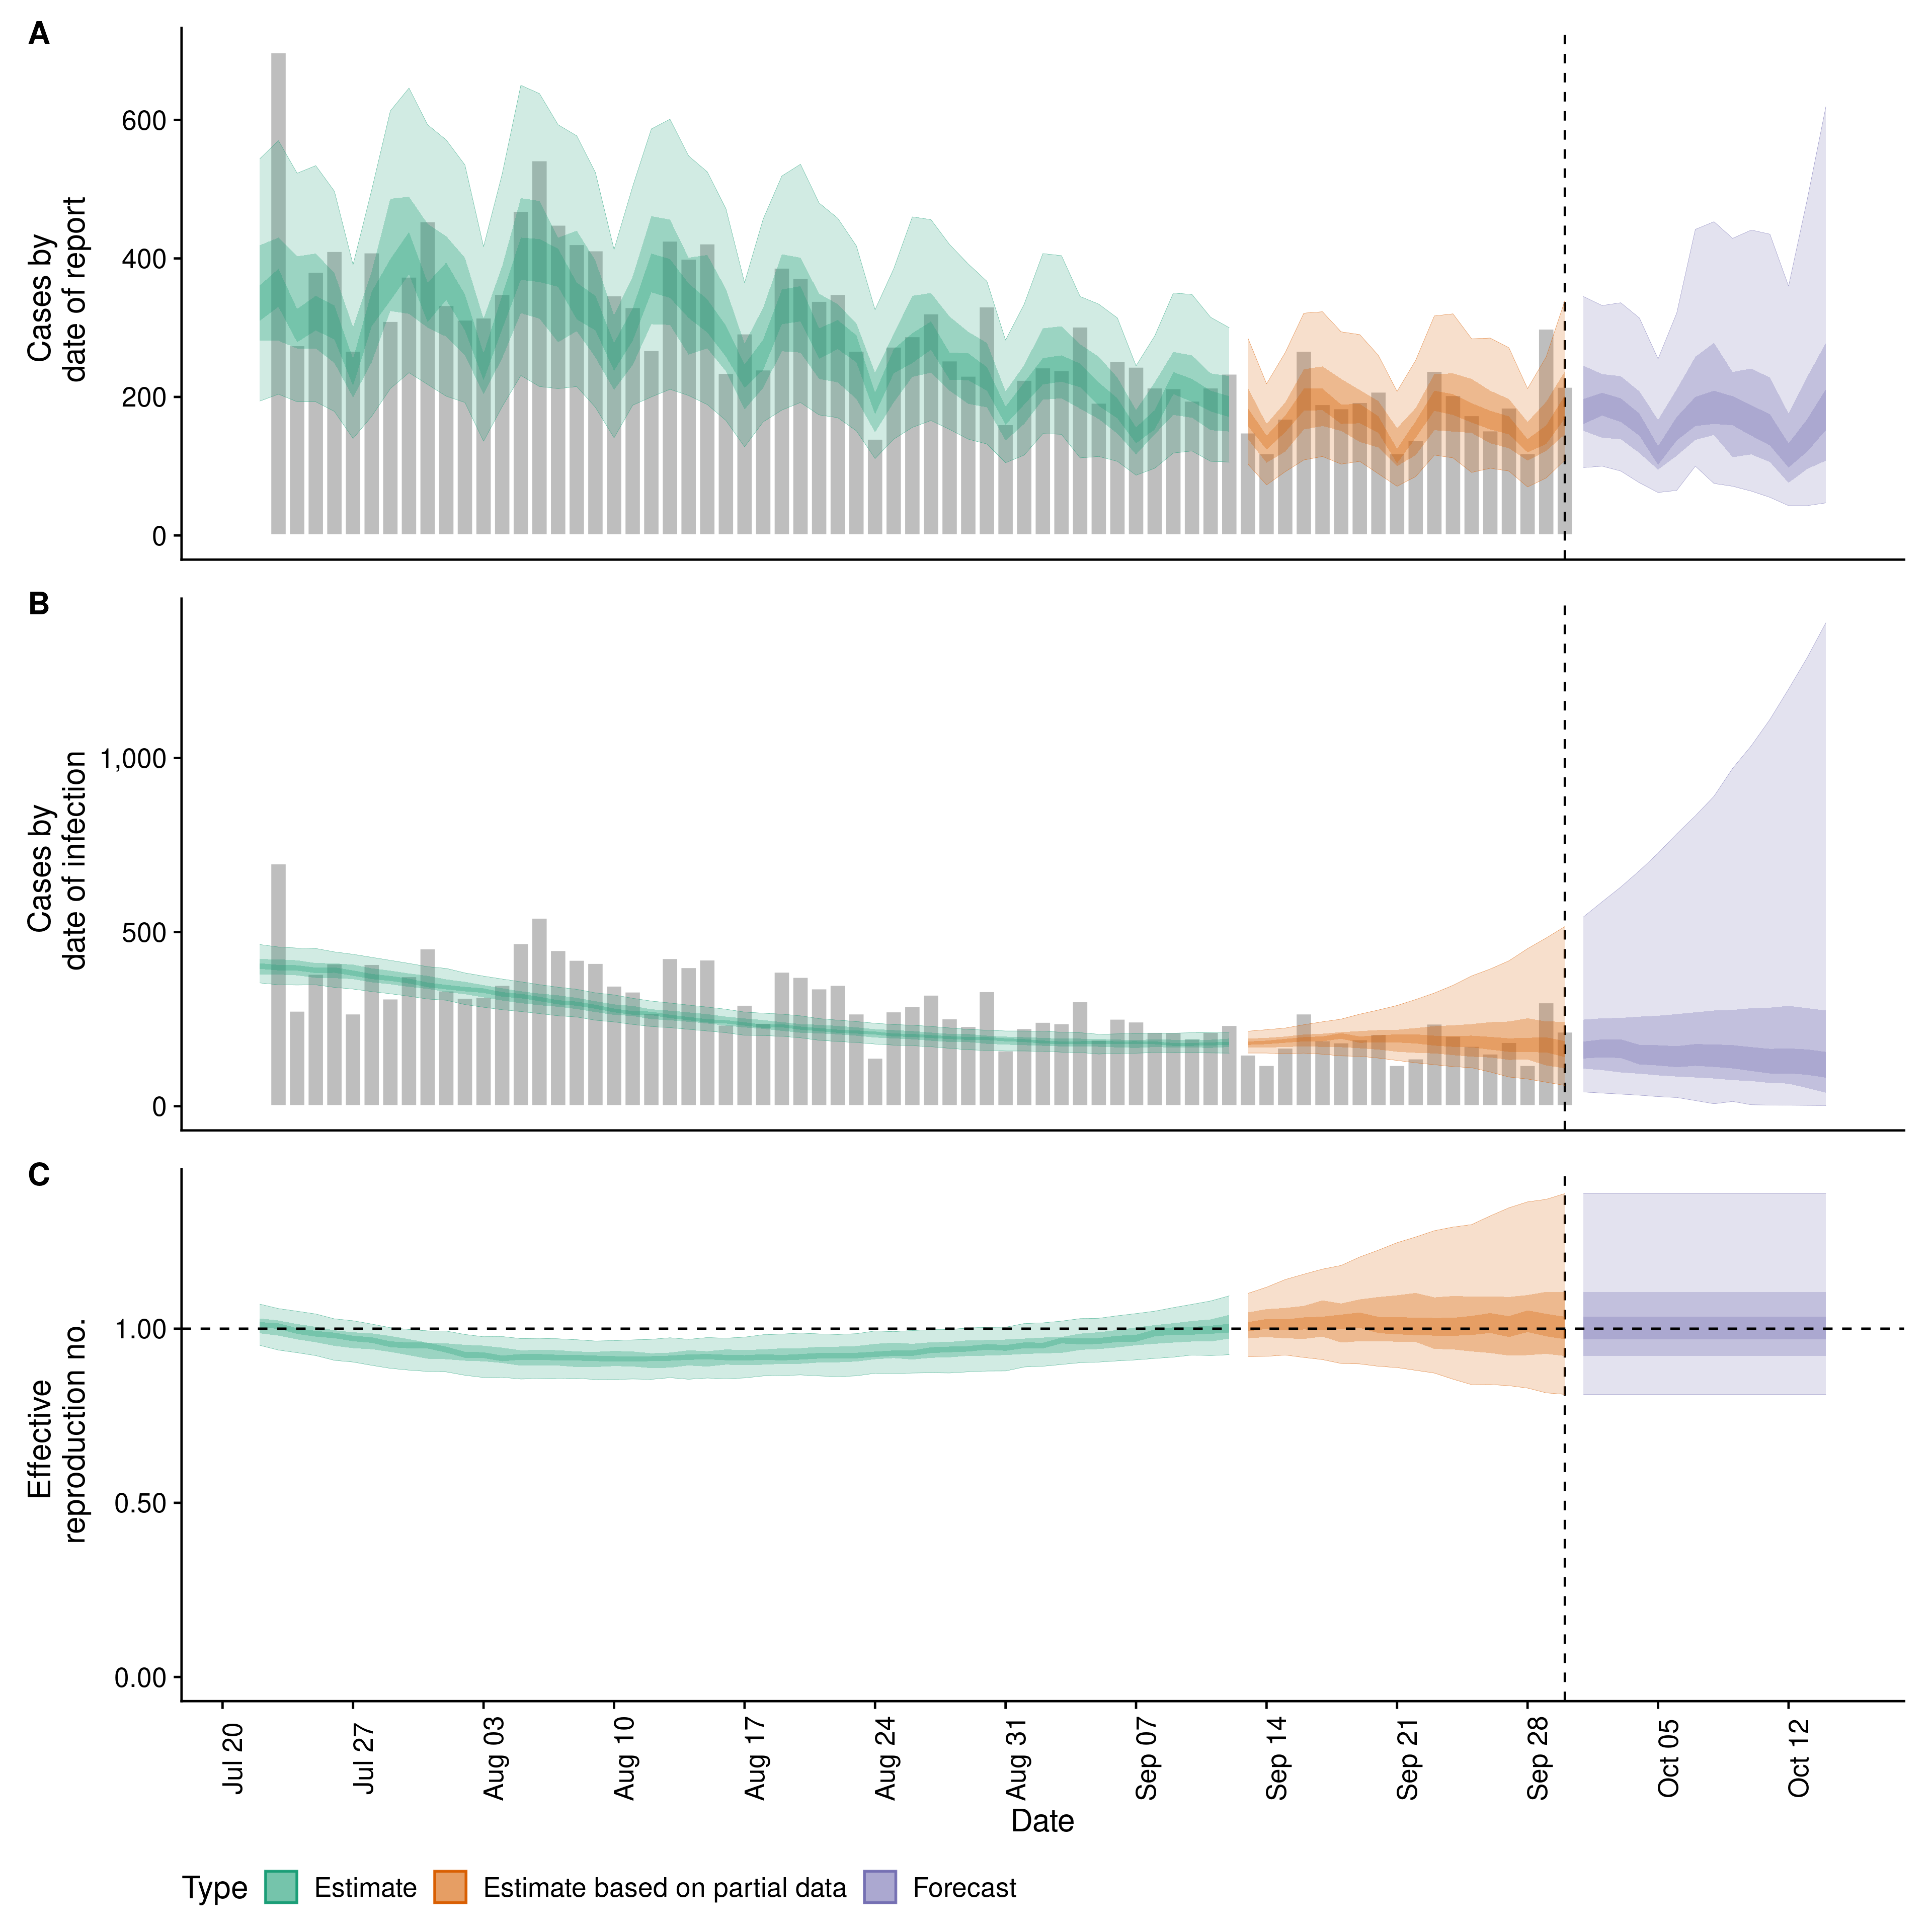 A
Cases by
date of report
600
400
200
0
B
Cases by
date of infection
1,000
500
0
C
Effective
reproduction no.
1.00
0.50
0.00
Jul 20
Jul 27
Aug 03
Aug 10
Aug 17
Aug 24
Aug 31
Sep 07
Sep 14
Sep 21
Sep 28
Oct 05
Oct 12
Date
Type Estimate Estimate based on partial data Forecast